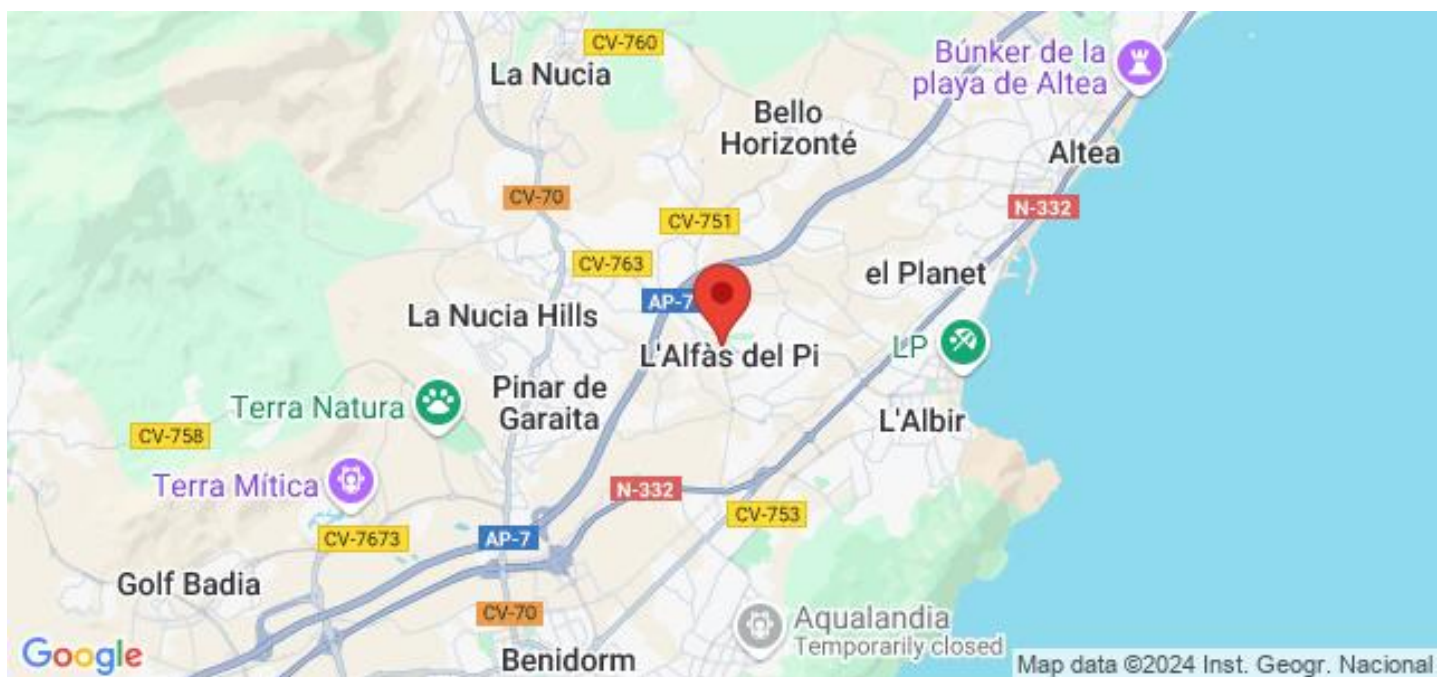 CV-760
La Nucia
Búnker de la
playa de Altea
Bello
Horizonté
Altea
CV-70
N-332
CV-751
CV-763
el Planet
AP-7
La Nucia Hills
LP
L'Alfàs del Pi
Pinar de
Garaita
Terra Natura
L'Albir
CV-758
Terra Mítica
N-332
CV-753
CV-7673
AP-7
Golf Badia
CV-70
Aqualandia
Temporarily closed
Benidorm
Google
Map data ©2024 Inst. Geogr. Nacional